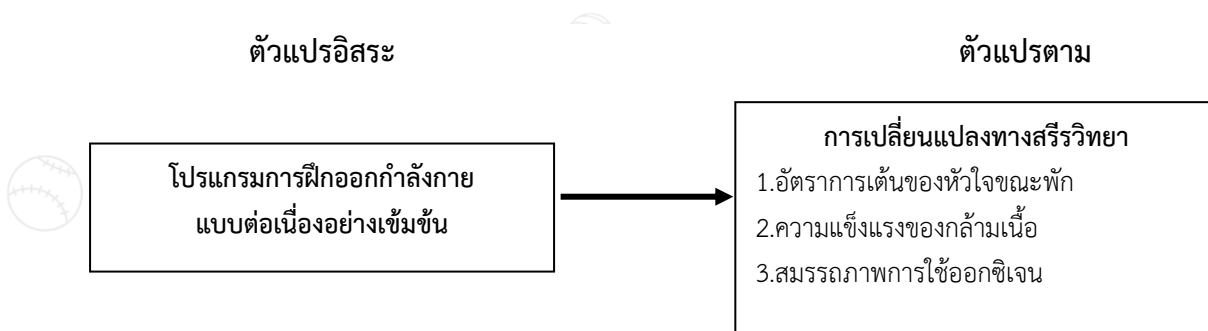 ตัวแปรอิสระ
ตัวแปรตาม
โปรแกรมการฝึกออกกำลังกาย
แบบต่อเนื่องอย่างเข้มข้น
การเปลี่ยนแปลงทางสรีรวิทยา
1.อัตราการเต้นของหัวใจขณะพัก
2.ความแข็งแรงของกล้ามเนื้อ
3.สมรรถภาพการใช้ออกซิเจน